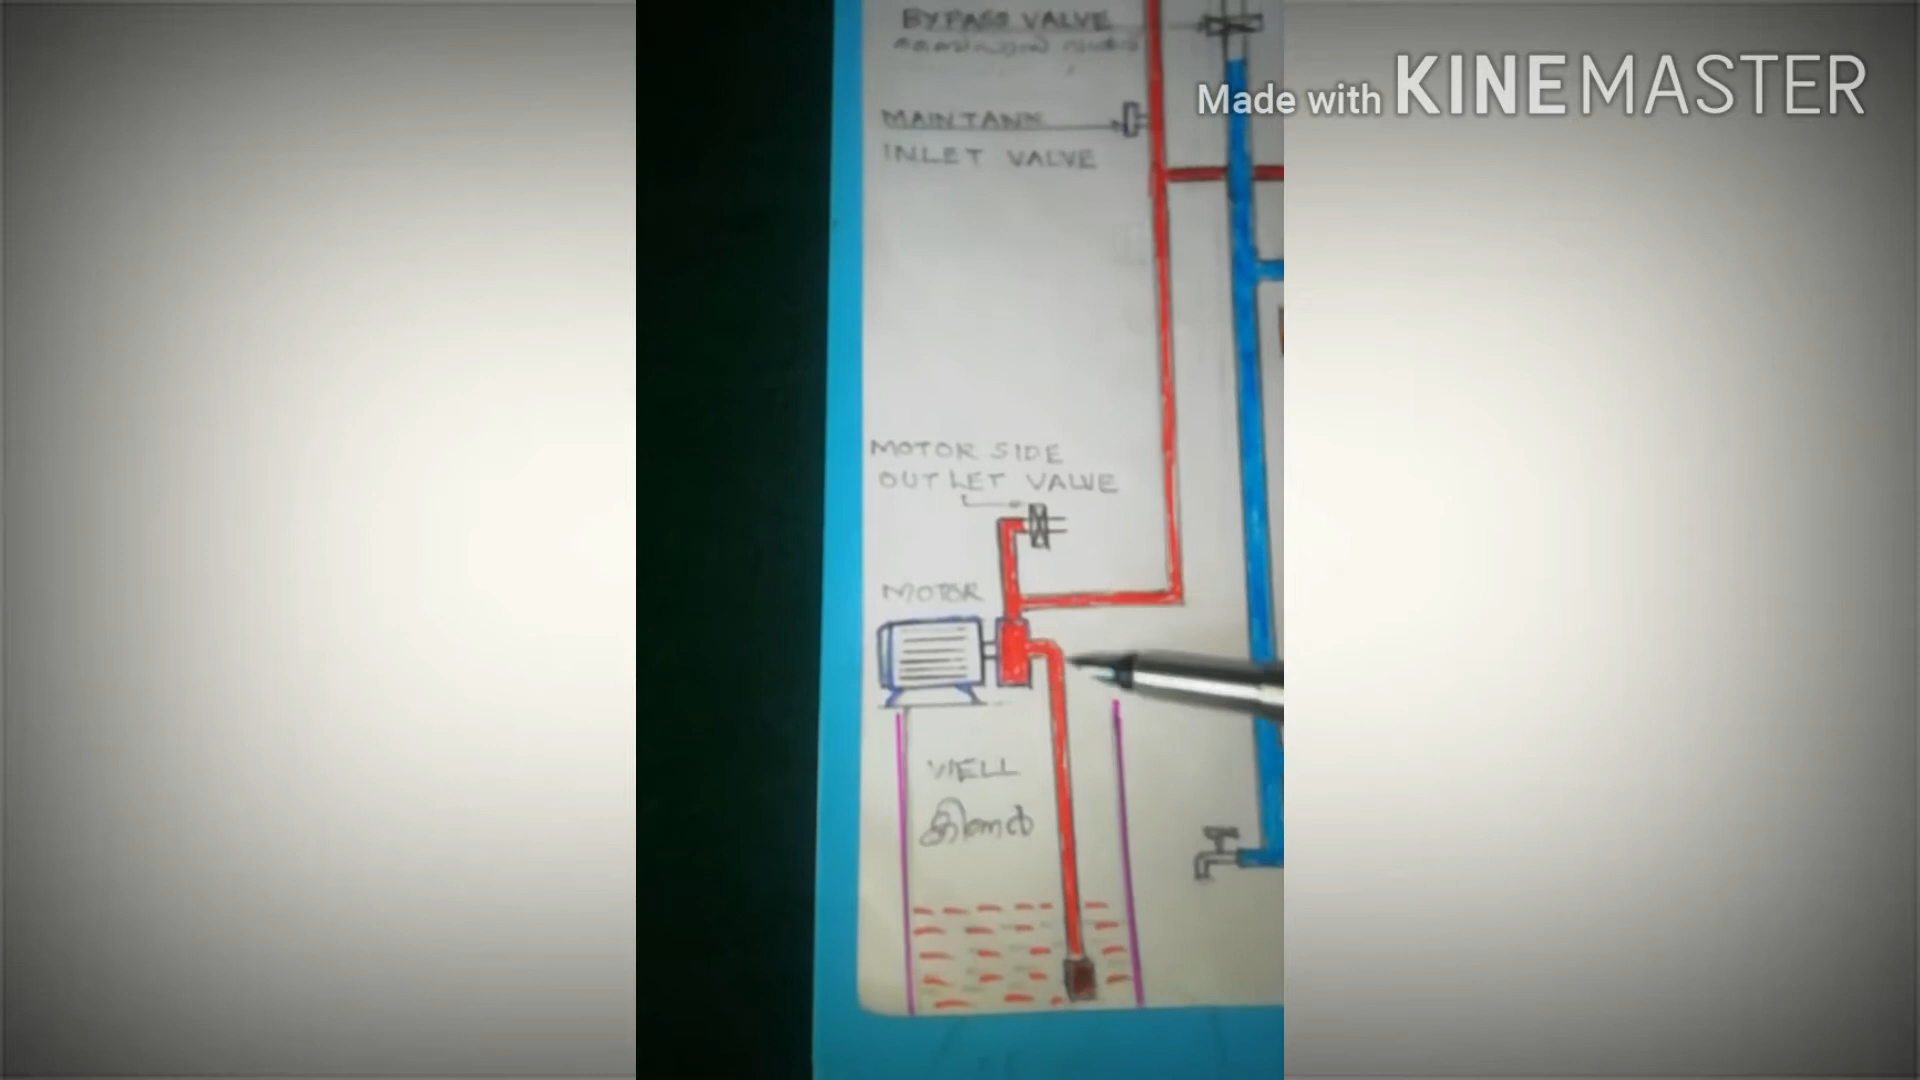 BYPASS VALVE
Made with KINEMASTER
MAIN TANK
INLET VALVE
MOTOR SIDE
OUTLET VALVE
MOTOR
WELL
കിണർ